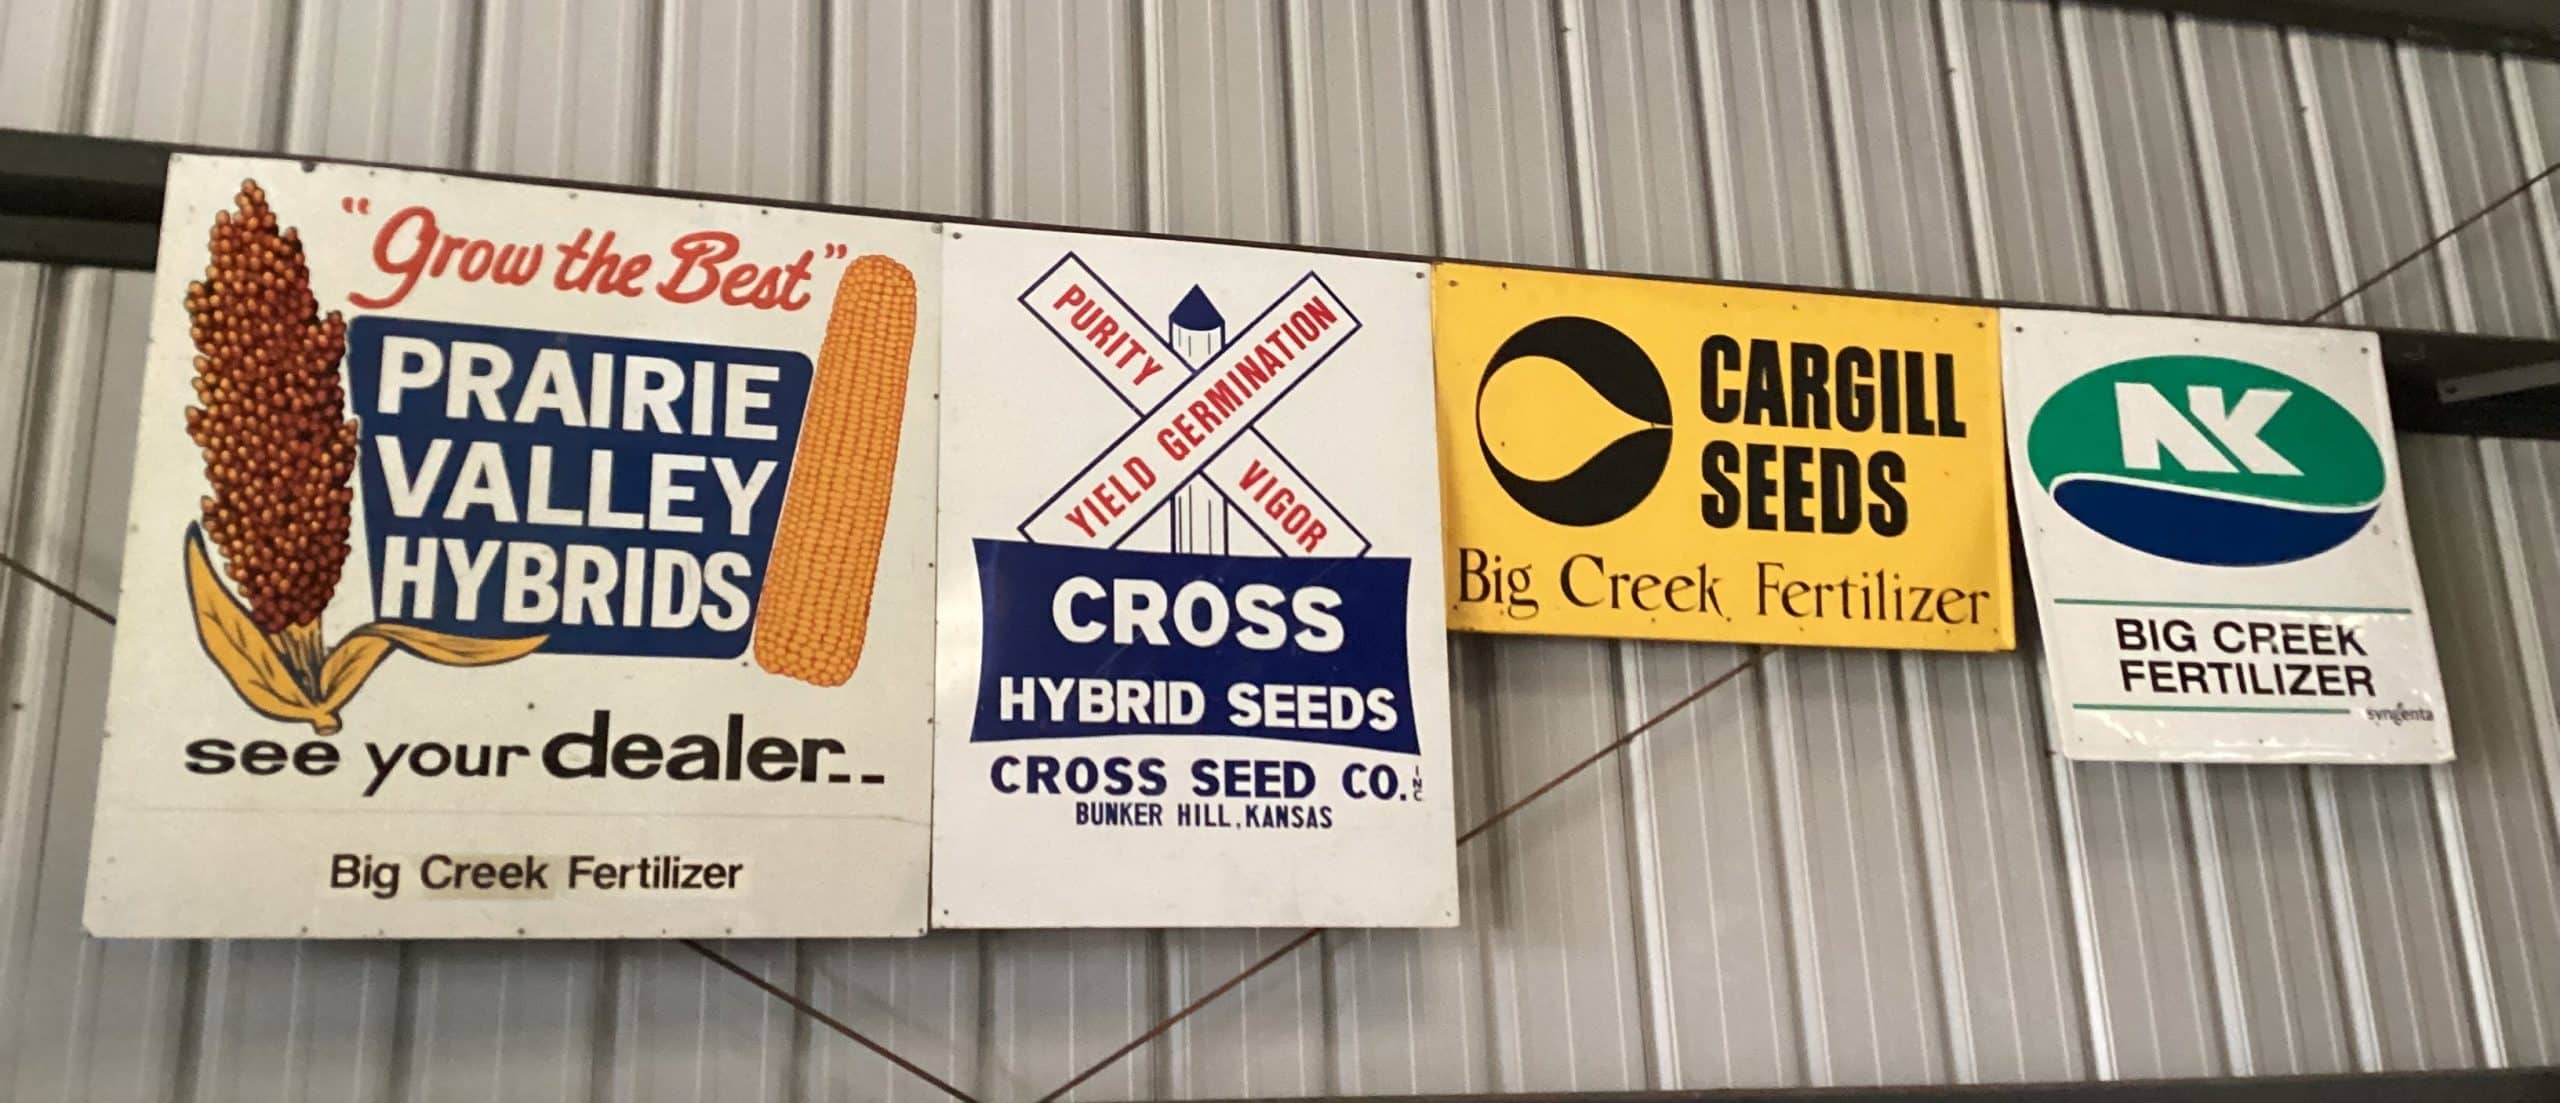 "Grow the Best"
PRAIRIE
VALLEY
HYBRIDS
see your dealer..
Big Creek Fertilizer
PURITY
YIELD GERMINATION
VIGOR
CROSS
HYBRID SEEDS
CROSS SEED CO. INC
BUNKER HILL, KANSAS
CARGILL
SEEDS
Big Creek Fertilizer
NK
BIG CREEK
FERTILIZER
syngenta